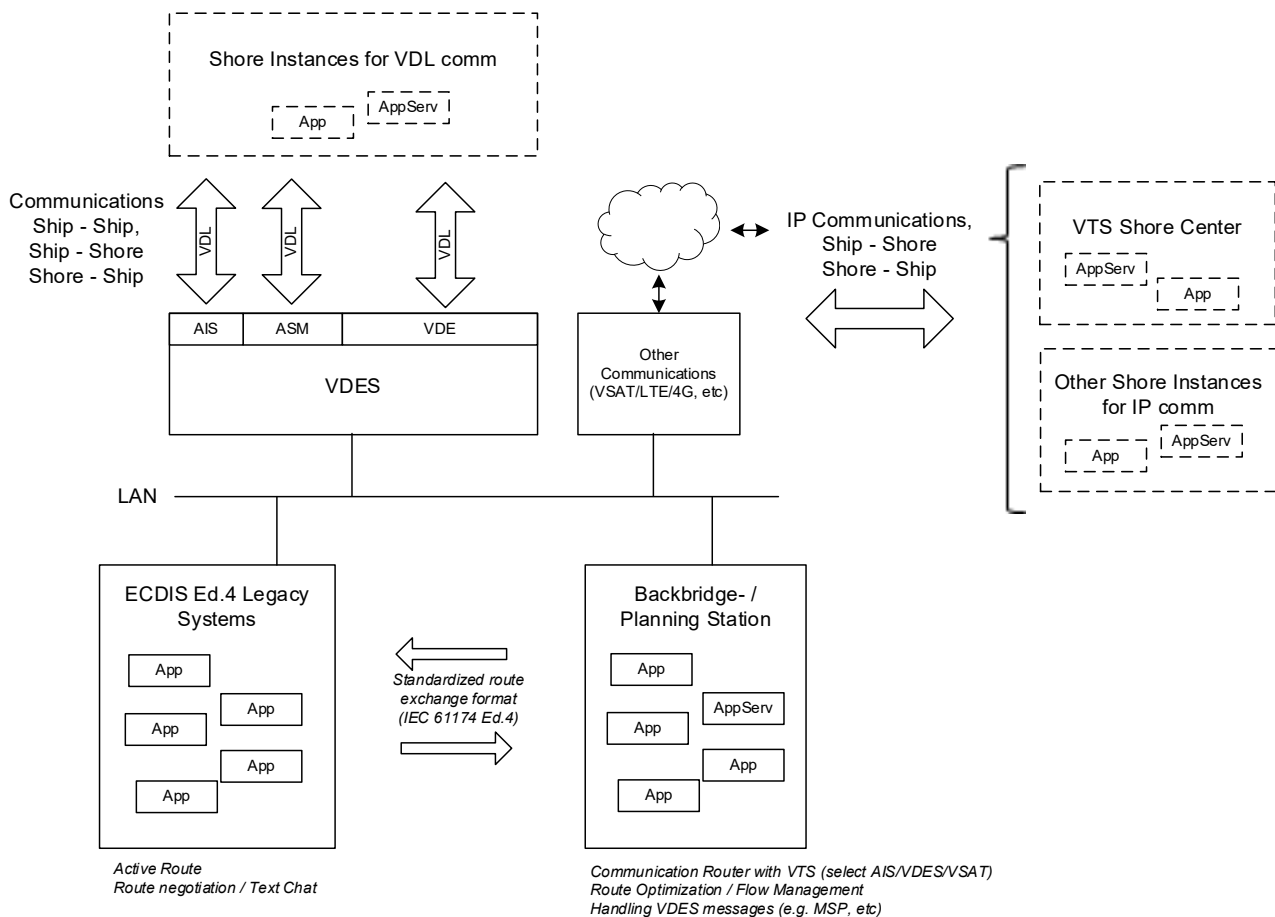 Shore Instances for VDL comm
AppServ
App
Communications
Ship - Ship,
Ship - Shore
Shore - Ship
VDL
VDL
VDL
IP Communications,
Ship - Shore
Shore - Ship
VTS Shore Center
AppServ
App
AIS
ASM
VDE
VDES
Other
Communications
(VSAT/LTE/4G, etc)
Other Shore Instances
for IP comm
AppServ
App
LAN
ECDIS Ed.4 Legacy
Systems
App
App
App
App
App
Standardized route
exchange format
(IEC 61174 Ed.4)
Backbridge- /
Planning Station
App
AppServ
App
App
App
Active Route
Route negotiation / Text Chat
Communication Router with VTS (select AIS/VDES/VSAT)
Route Optimization / Flow Management
Handling VDES messages (e.g. MSP, etc)